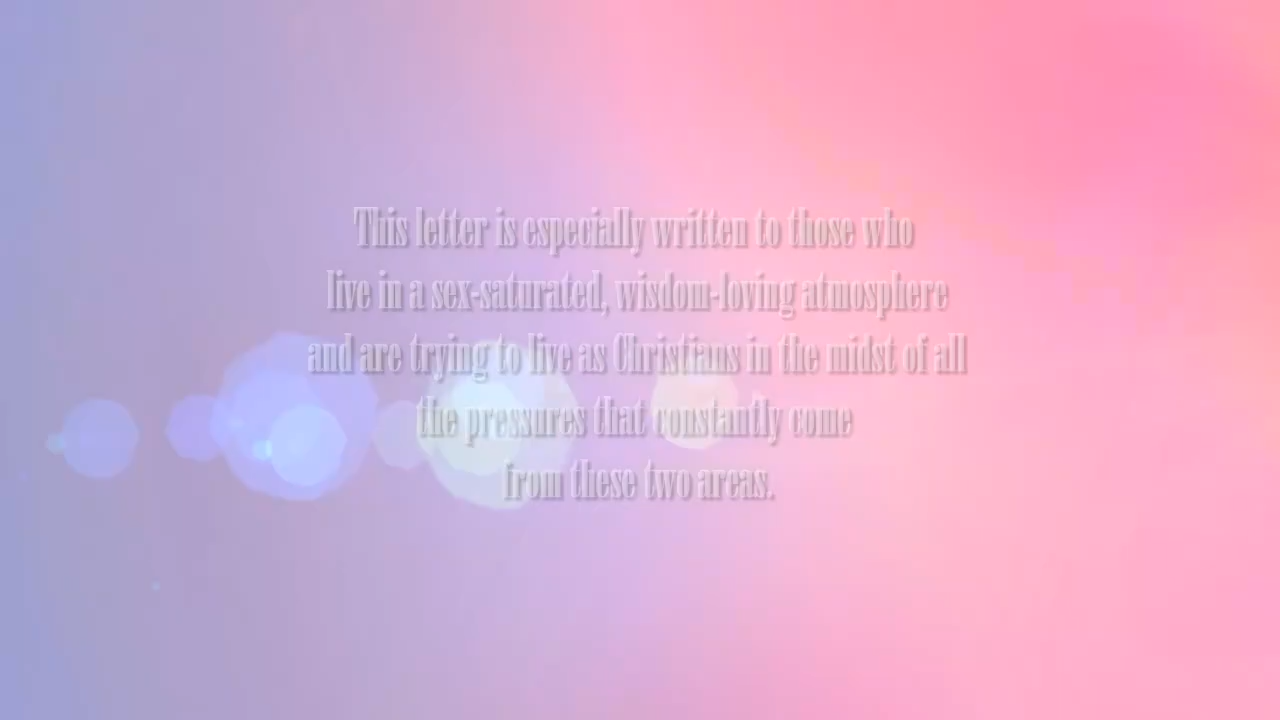 This letter is especially written to those who
live in a sex-saturated, wisdom-loving atmosphere
and are trying to live as Christians in the midst of all
the pressures that constantly come
from these two areas.